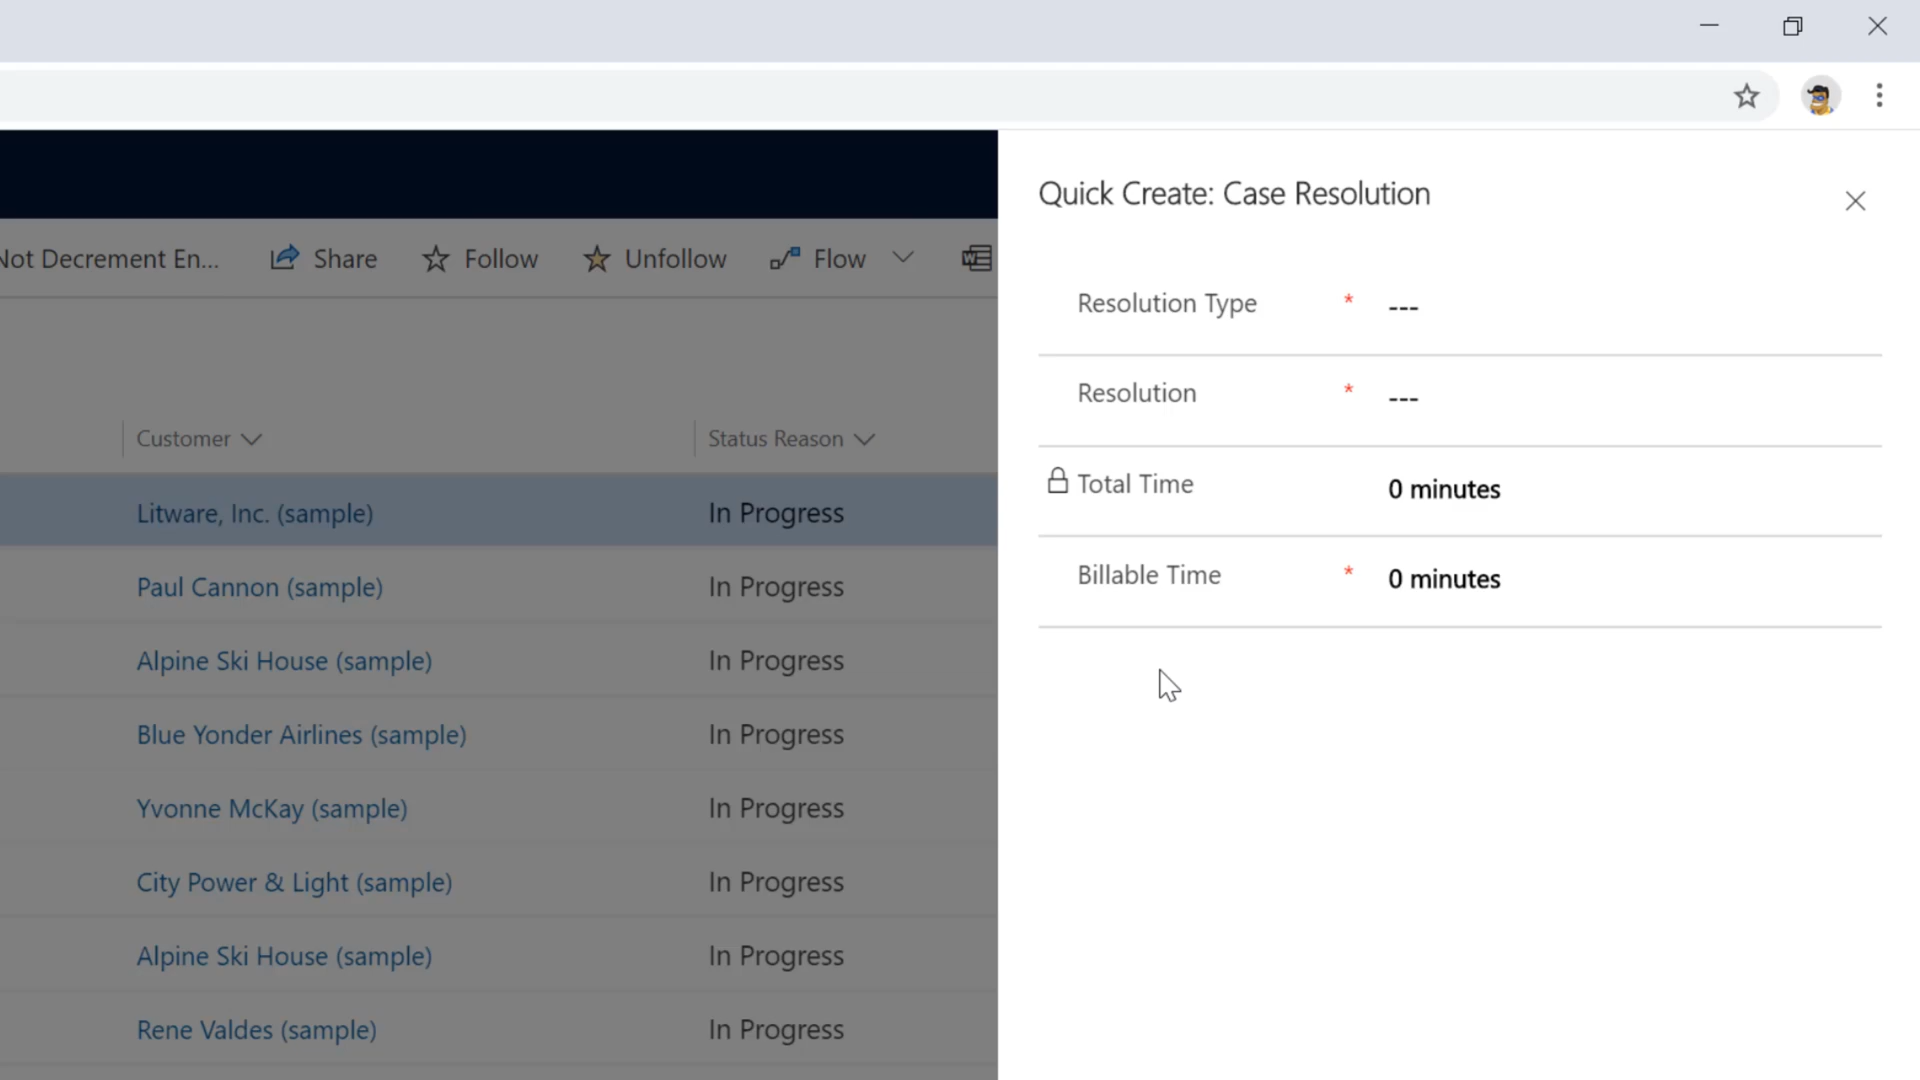 Quick Create: Case Resolution
Not Decrement En... Share Follow Unfollow Flow
Resolution Type * ---
Resolution * ---
Customer Status Reason
Total Time 0 minutes
Litware, Inc. (sample) In Progress
Billable Time * 0 minutes
Paul Cannon (sample) In Progress
Alpine Ski House (sample) In Progress
Blue Yonder Airlines (sample) In Progress
Yvonne McKay (sample) In Progress
City Power & Light (sample) In Progress
Alpine Ski House (sample) In Progress
Rene Valdes (sample) In Progress